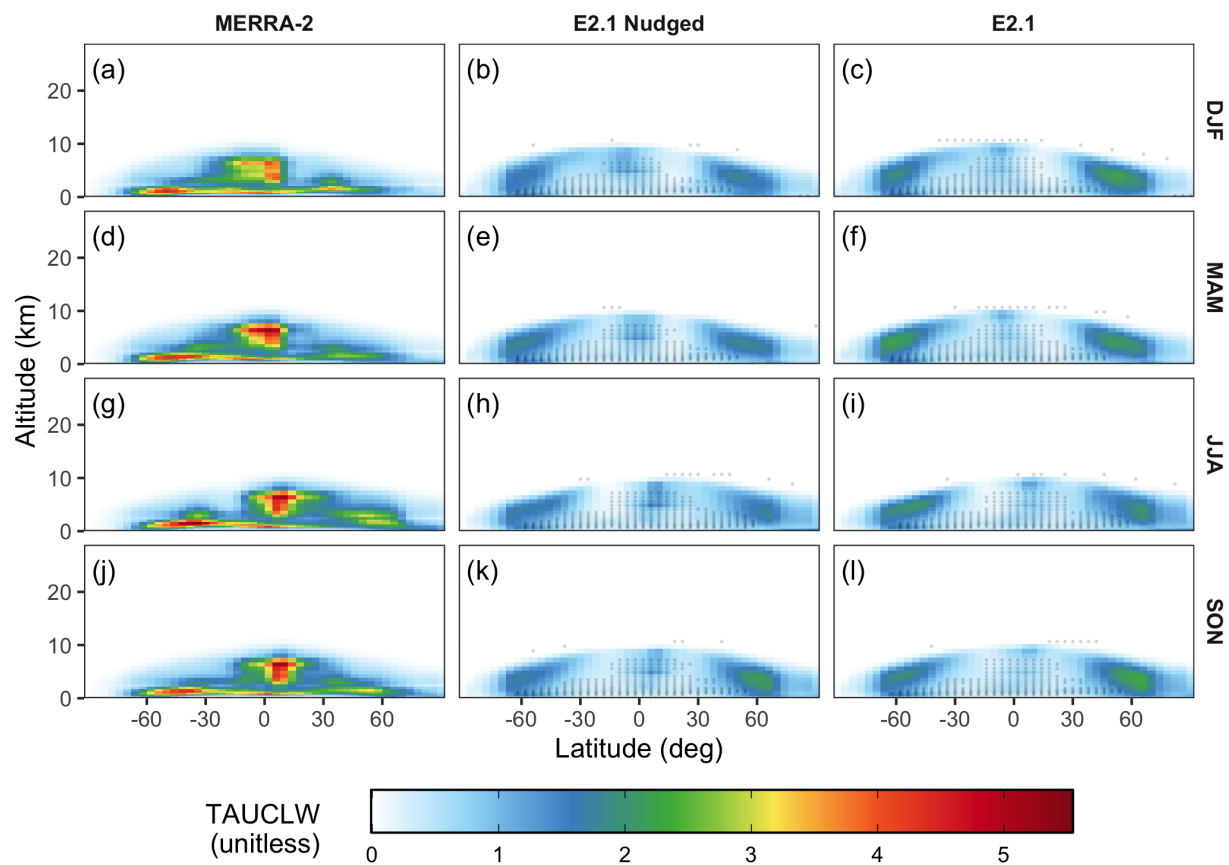 MERRA-2 E2.1 Nudged E2.1
(a) (b) (c) DJF
20
10
0
(d) (e) (f) MAM
20
10
0
(g) (h) (i) JJA
20
10
0
(j) (k) (l) SON
20
10
0
Altitude (km)
-60 -30 0 30 60 -60 -30 0 30 60 -60 -30 0 30 60
Latitude (deg)
TAUCLW
(unitless)
0 1 2 3 4 5